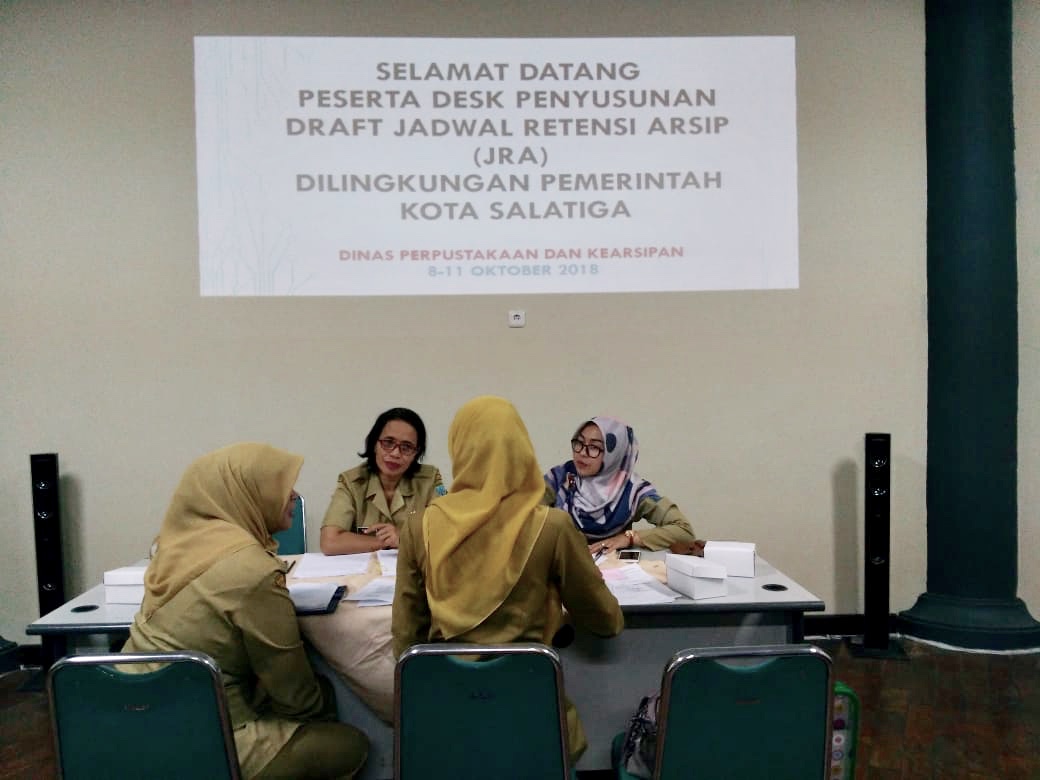 SELAMAT DATANG
PESERTA DESK PENYUSUNAN
DRAFT JADWAL RETENSI ARSIP
(JRA)
DILINGKUNGAN PEMERINTAH
KOTA SALATIGA
DINAS PERPUSTAKAAN DAN KEARSIPAN
8-11 OKTOBER 2018